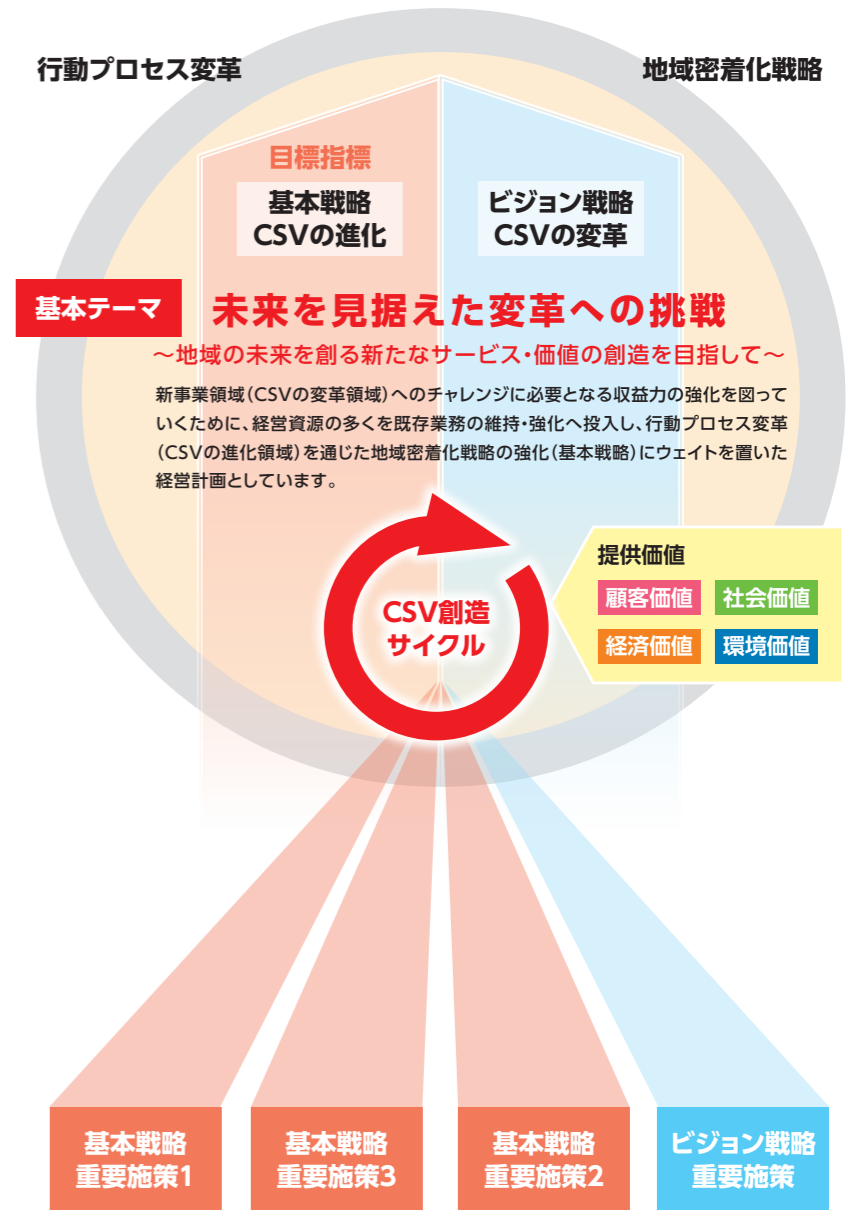 行動プロセス変革
地域密着化戦略
目標指標
基本戦略
CSVの進化
ビジョン戦略
CSVの変革
基本テーマ
未来を見据えた変革への挑戦
～地域の未来を創る新たなサービス・価値の創造を目指して～
新事業領域(CSVの変革領域)へのチャレンジに必要となる収益力の強化を図って
いくために、経営資源の多くを既存業務の維持・強化へ投入し、行動プロセス変革
(CSVの進化領域)を通じた地域密着化戦略の強化(基本戦略)にウェイトを置いた
経営計画としています。
CSV創造
サイクル
提供価値
顧客価値
社会価値
経済価値
環境価値
基本戦略
重要施策1
基本戦略
重要施策3
基本戦略
重要施策2
ビジョン戦略
重要施策